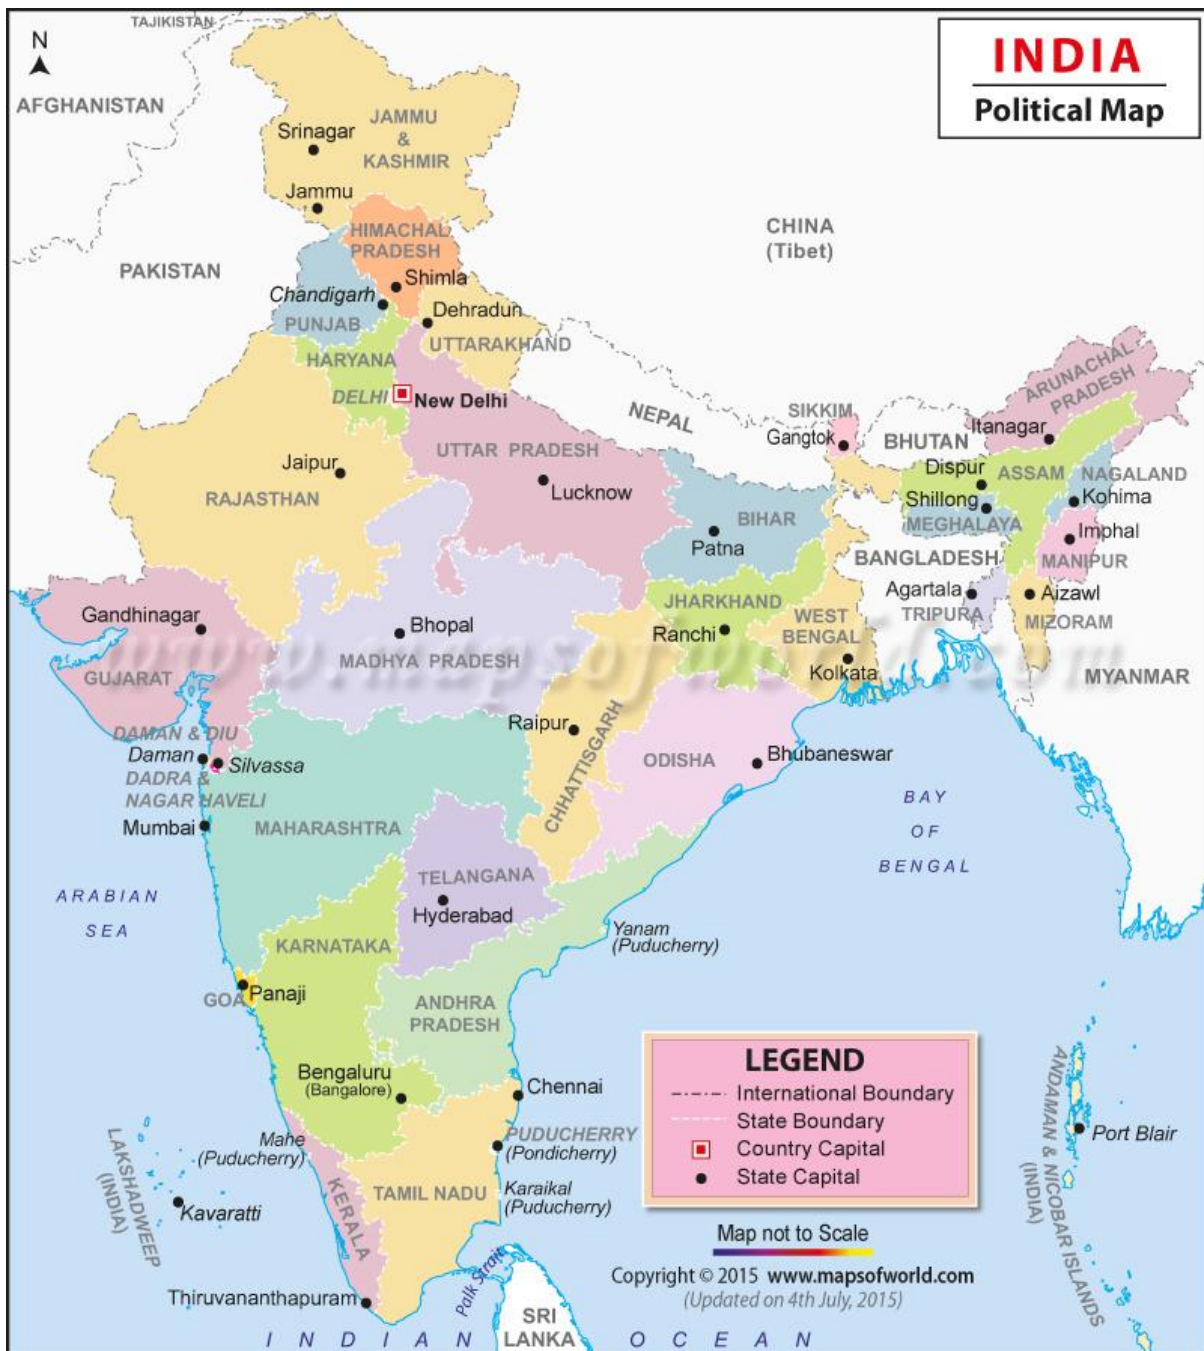 TAJIKISTAN
N
INDIA
Political Map
AFGHANISTAN
JAMMU
&
KASHMIR
Srinagar
Jammu
CHINA
(Tibet)
HIMACHAL
PRADESH
PAKISTAN
Shimla
Chandigarh
Dehradun
PUNJAB
UTTARAKHAND
HARYANA
DELHI
New Delhi
NEPAL
SIKKIM
Gangtok
BHUTAN
ARUNACHAL
PRADESH
Itanagar
Dispur
ASSAM
NAGALAND
Shillong
Kohima
MEGHALAYA
Imphal
MANIPUR
BANGLADESH
Agartala
TRIPURA
Aizawl
MIZORAM
MYANMAR
UTTAR PRADESH
Lucknow
Jaipur
RAJASTHAN
BIHAR
Patna
JHARKHAND
Ranchi
WEST
BENGAL
Kolkata
Gandhinagar
GUJARAT
Bhopal
MADHYA PRADESH
www.mapsofworld.com
Raipur
CHHATTISGARH
ODISHA
Bhubaneswar
DAMAN & DIU
Daman
Silvassa
DADRA &
NAGAR HAVELI
Mumbai
MAHARASHTRA
BAY
OF
BENGAL
ARABIAN
SEA
TELANGANA
Hyderabad
Yanam
(Puducherry)
KARNATAKA
GOA
Panaji
ANDHRA
PRADESH
Bengaluru
(Bangalore)
Chennai
Mahe
(Puducherry)
PUDUCHERRY
(Pondicherry)
Karaikal
(Puducherry)
KERALA
TAMIL NADU
LAKSHADWEEP
(INDIA)
Kavaratti
Thiruvananthapuram
Palk Strait
SRI
LANKA
INDIAN OCEAN
LEGEND
International Boundary
State Boundary
Country Capital
State Capital
Map not to Scale
Copyright © 2015 www.mapsofworld.com
(Updated on 4th July, 2015)
Port Blair
ANDAMAN & NICOBAR ISLANDS
(INDIA)